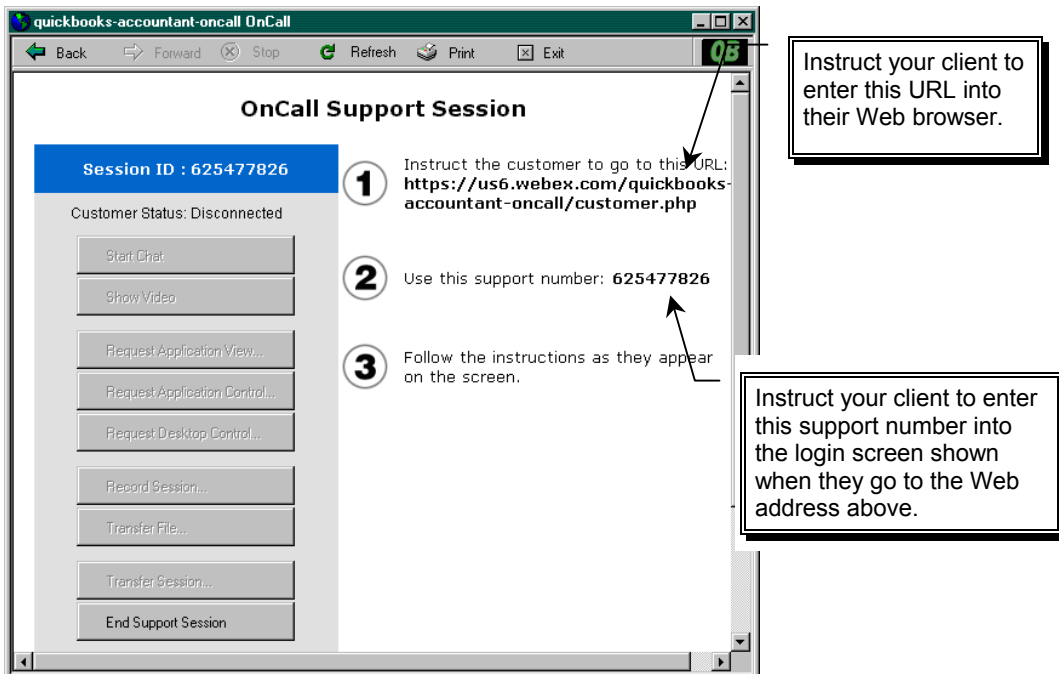 quickbooks-accountant-oncall OnCall
Back Forward Stop Refresh Print Exit QB
OnCall Support Session
Session ID : 625477826
Customer Status: Disconnected
Start Chat
Show Video
Request Application View...
Request Application Control...
Request Desktop Control...
Record Session...
Transfer File...
Transfer Session...
End Support Session
1
Instruct the customer to go to this URL:
https://us6.webex.com/quickbooks-
accountant-oncall/customer.php
2
Use this support number: 625477826
3
Follow the instructions as they appear
on the screen.
Instruct your client to
enter this URL into
their Web browser.
Instruct your client to enter
this support number into
the login screen shown
when they go to the Web
address above.